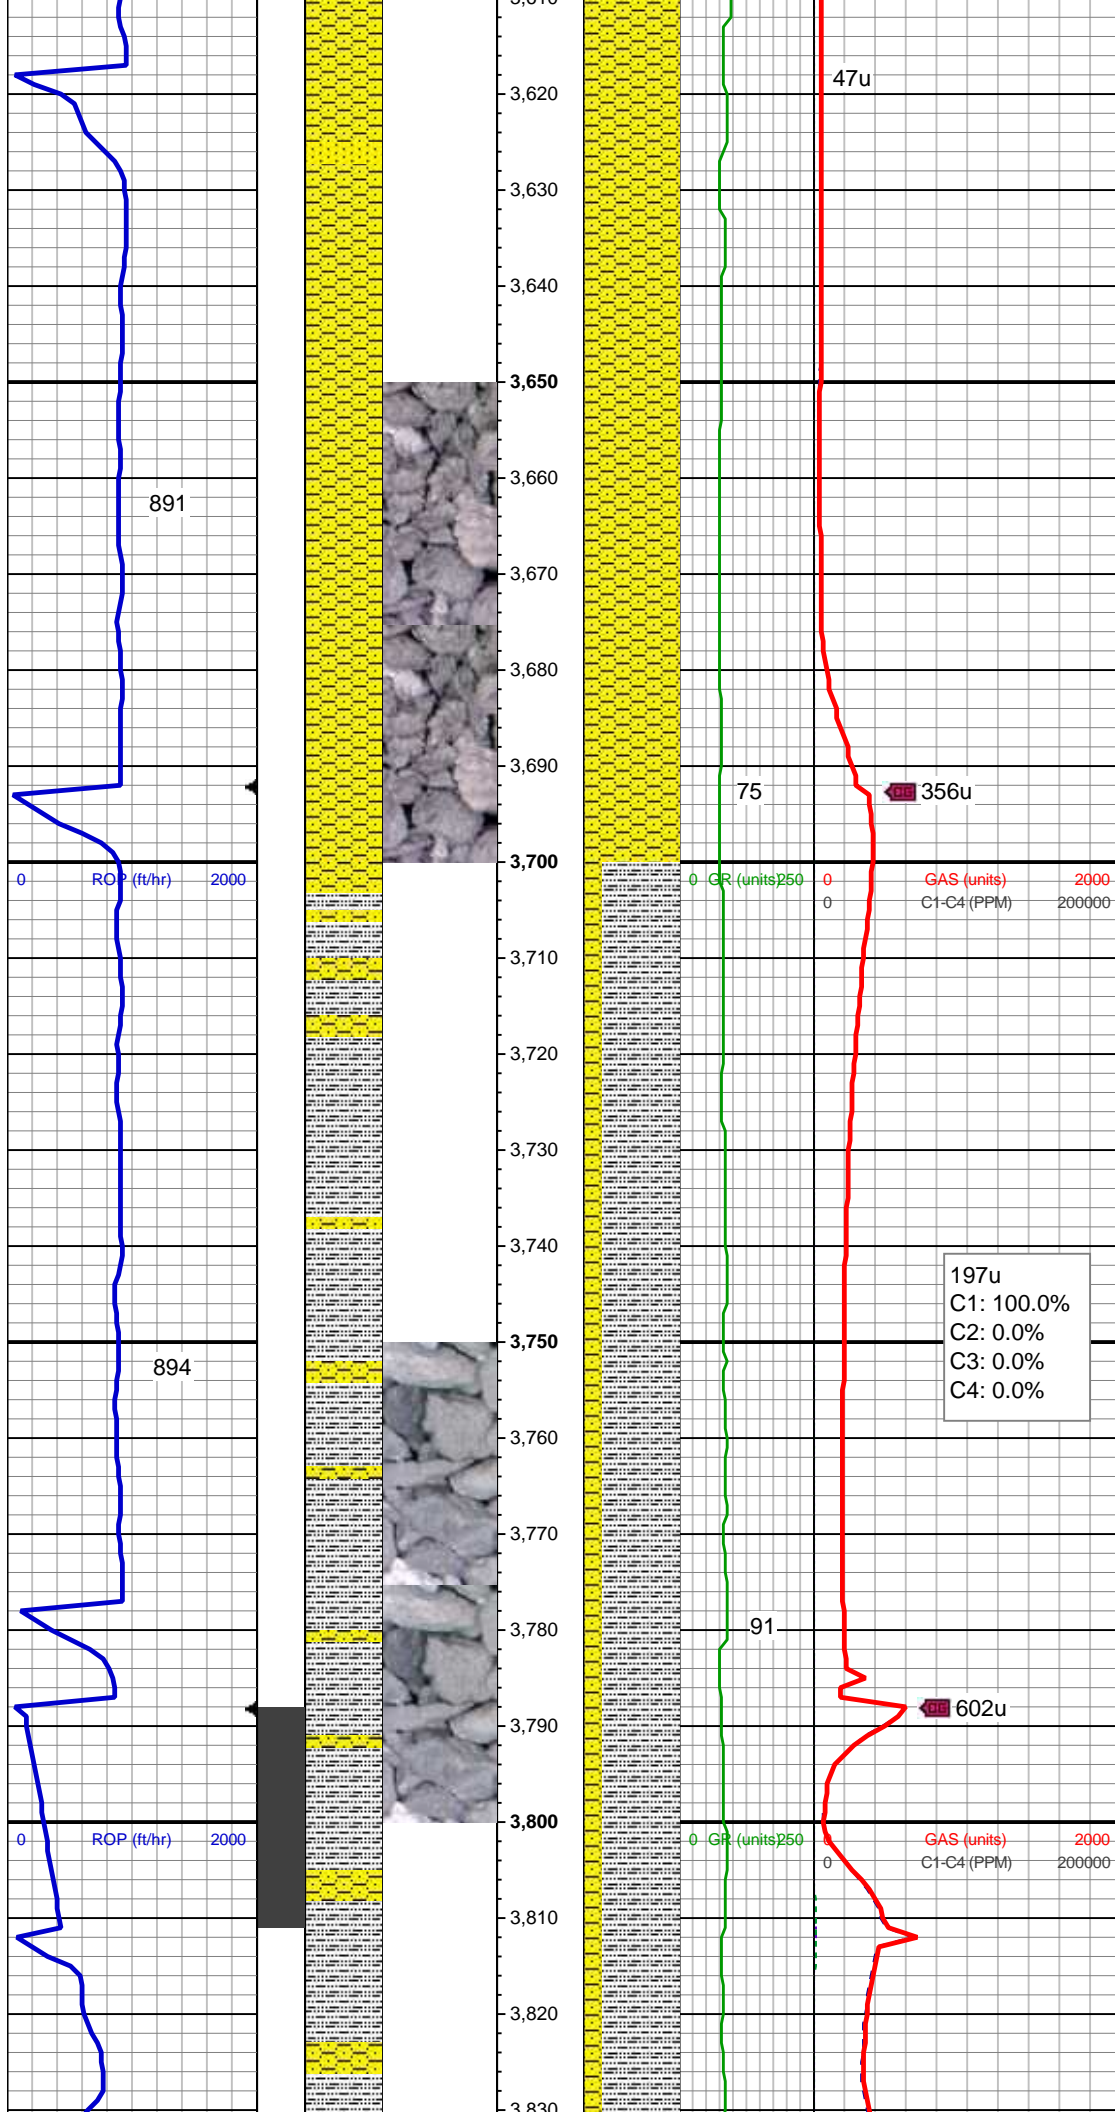 47u
3,620
3,630
3,640
3,650
3,660
891
3,670
3,680
3,690
75
CG 356u
3,700
0 ROP (ft/hr) 2000
0 GR (units) 250
0 GAS (units) 2000
0 C1-C4 (PPM) 200000
3,710
3,720
3,730
3,740
197u
C1: 100.0%
C2: 0.0%
C3: 0.0%
C4: 0.0%
3,750
894
3,760
3,770
3,780
91
CG 602u
3,790
3,800
0 ROP (ft/hr) 2000
0 GR (units) 250
0 GAS (units) 2000
0 C1-C4 (PPM) 200000
3,810
3,820
3,830